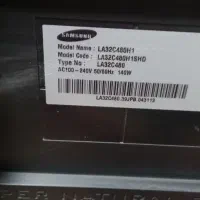 SAMSUNG
Model Name : LA32C480H1
Model Code : LA32C480H1SHD
Type No : LA32C480
AC100 ~ 240V 50/60Hz 140W